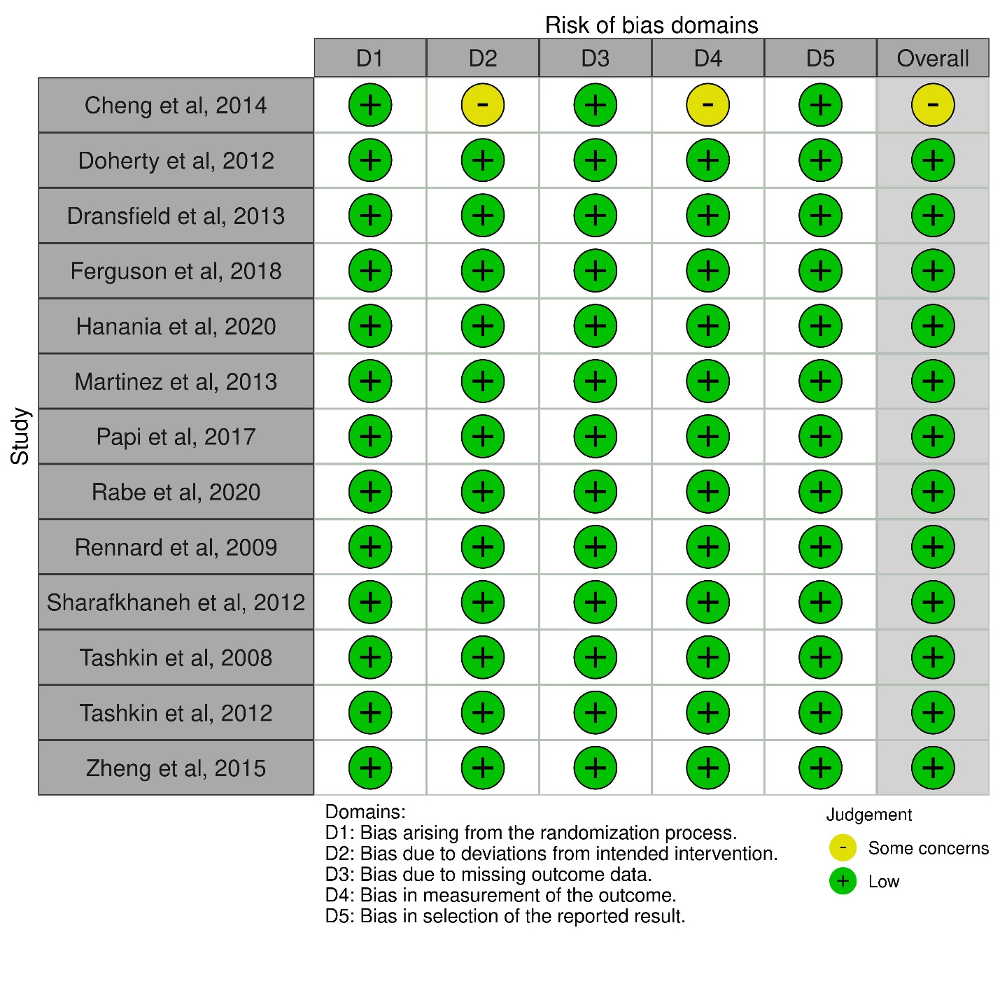 Risk of bias domains
D1 D2 D3 D4 D5 Overall
Cheng et al, 2014 + - + - + -
Doherty et al, 2012 + + + + + +
Dransfield et al, 2013 + + + + + +
Ferguson et al, 2018 + + + + + +
Hanania et al, 2020 + + + + + +
Martinez et al, 2013 + + + + + +
Papi et al, 2017 + + + + + +
Rabe et al, 2020 + + + + + +
Rennard et al, 2009 + + + + + +
Sharafkhaneh et al, 2012 + + + + + +
Tashkin et al, 2008 + + + + + +
Tashkin et al, 2012 + + + + + +
Zheng et al, 2015 + + + + + +
Study
Domains:
D1: Bias arising from the randomization process.
D2: Bias due to deviations from intended intervention.
D3: Bias due to missing outcome data.
D4: Bias in measurement of the outcome.
D5: Bias in selection of the reported result.
Judgement
- Some concerns
+ Low